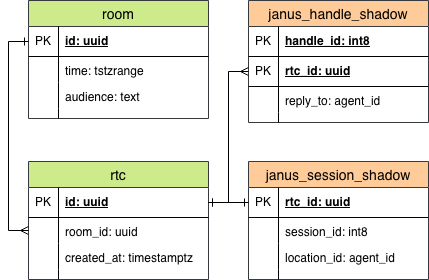 room
PK id: uuid
time: tstzrange
audience: text
janus_handle_shadow
PK handle_id: int8
PK rtc_id: uuid
reply_to: agent_id
rtc
PK id: uuid
room_id: uuid
created_at: timestamptz
janus_session_shadow
PK rtc_id: uuid
session_id: int8
location_id: agent_id